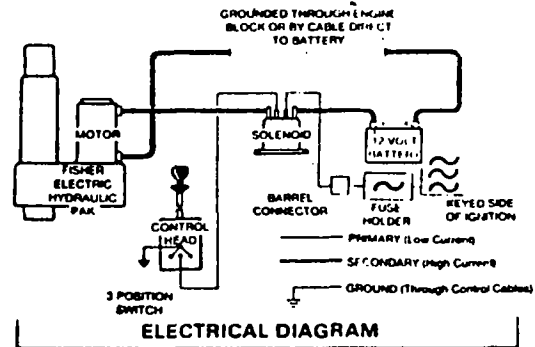 GROUNDED THROUGH ENGINE
BLOCK OR BY CABLE DIRECT
TO BATTERY
MOTOR
SOLENOID
12 VOLT
BATTERY
FISHER
ELECTRIC
HYDRAULIC
PAK
BARREL
CONNECTOR
FUSE
HOLDER
KEYED SIDE
OF IGNITION
CONTROL
HEAD
PRIMARY (Low Current)
SECONDARY (High Current)
GROUND (Through Control Cables)
3 POSITION
SWITCH
ELECTRICAL DIAGRAM